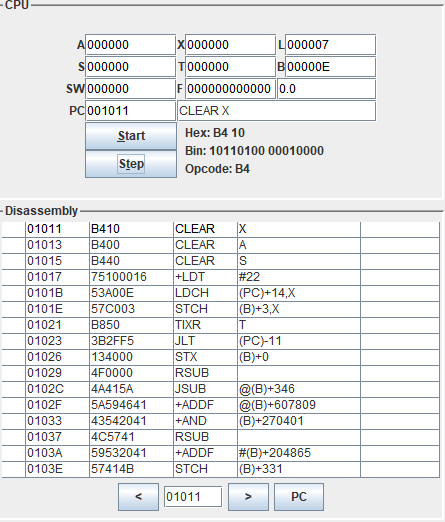 CPU
A 000000 X 000000 L 000007
S 000000 T 000000 B 00000E
SW 000000 F 000000000000 0.0
PC 001011 CLEAR X
Start Hex: B4 10
Bin: 10110100 00010000
Step Opcode: B4
Disassembly
01011 B410 CLEAR X
01013 B400 CLEAR A
01015 B440 CLEAR S
01017 75100016 +LDT #22
0101B 53A00E LDCH (PC)+14,X
0101E 57C003 STCH (B)+3,X
01021 B850 TIXR T
01023 3B2FF5 JLT (PC)-11
01026 134000 STX (B)+0
01029 4F0000 RSUB
0102C 4A415A JSUB @(B)+346
0102F 5A594641 +ADDF @(B)+607809
01033 43542041 +AND (B)+270401
01037 4C5741 RSUB
0103A 59532041 +ADDF #(B)+204865
0103E 57414B STCH (B)+331
< 01011 > PC